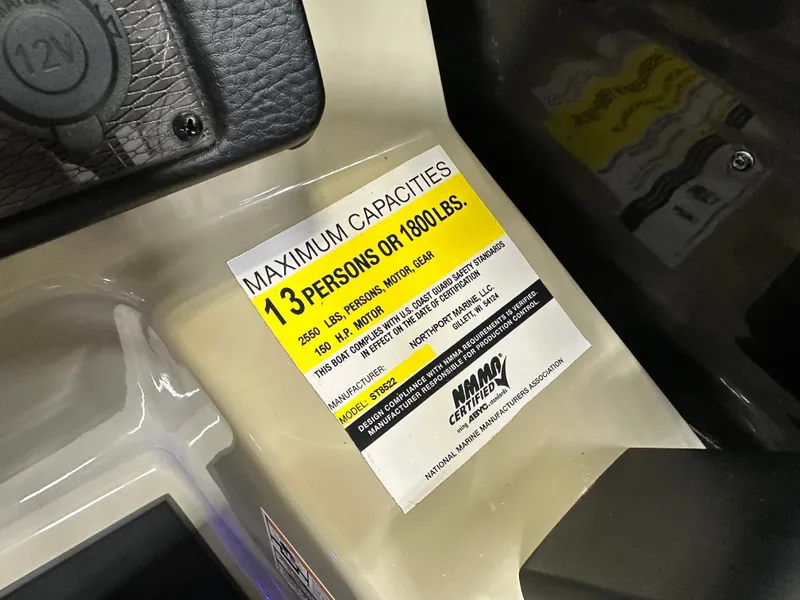 12V
MAXIMUM CAPACITIES
13 PERSONS OR 1800 LBS.
2550 LBS, PERSONS, MOTOR, GEAR
150 H.P. MOTOR
THIS BOAT COMPLIES WITH U.S. COAST GUARD SAFETY STANDARDS
IN EFFECT ON THE DATE OF CERTIFICATION
MANUFACTURER: NORTHPORT MARINE, LLC.
GILLETT, WI 54124
MODEL: ST8522
DESIGN COMPLIANCE WITH NMMA REQUIREMENTS IS VERIFIED.
MANUFACTURER RESPONSIBLE FOR PRODUCTION CONTROL.
NMMA®
CERTIFIED
using ABYC standards
NATIONAL MARINE MANUFACTURERS ASSOCIATION